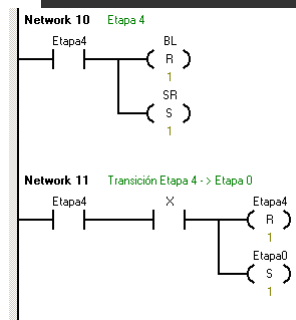 Network 10 Etapa 4
Etapa4 BL
R
1
SR
S
1
Network 11 Transición Etapa 4 -> Etapa 0
Etapa4 X Etapa4
R
1
Etapa0
S
1